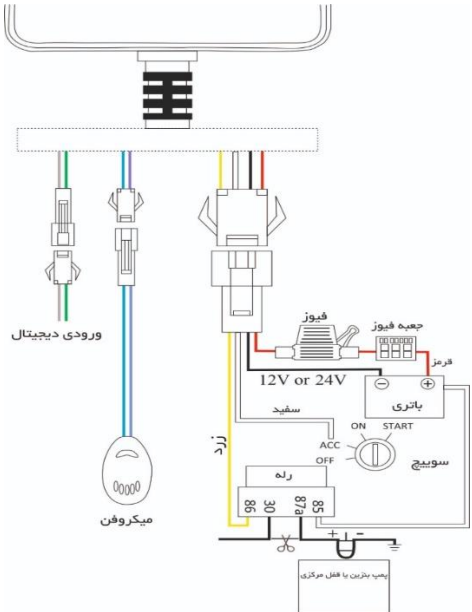 ورودی دیجیتال
میکروفن
فیوز
جعبه فیوز
قرمز
12V or 24V
باتری
سفید
زرد
ON
START
ACC
OFF
سوییچ
رله
86
30
87a
85
+
-
پمپ بنزین یا قفل مرکزی